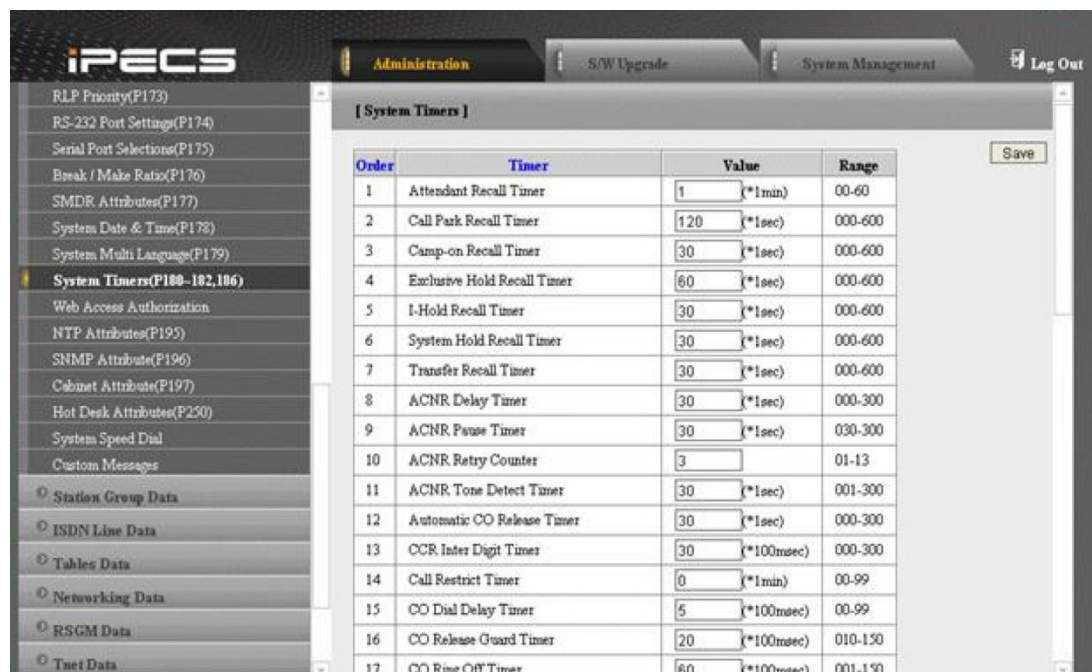 iPECS
Administration
S/W Upgrade
System Management
Log Out
RLP Priority(P173)
RS-232 Port Settings(P174)
Serial Port Selections(P175)
Break / Make Ratio(P176)
SMDR Attributes(P177)
System Date & Time(P178)
System Multi Language(P179)
System Timers(P180~182,186)
Web Access Authorization
NTP Attributes(P195)
SNMP Attribute(P196)
Cabinet Attribute(P197)
Hot Desk Attributes(P250)
System Speed Dial
Custom Messages
Station Group Data
ISDN Line Data
Tables Data
Networking Data
RSGM Data
Tnet Data
[ System Timers ]
Save
Order Timer Value Range
1 Attendant Recall Timer 1 (*1min) 00-60
2 Call Park Recall Timer 120 (*1sec) 000-600
3 Camp-on Recall Timer 30 (*1sec) 000-600
4 Exclusive Hold Recall Timer 60 (*1sec) 000-600
5 I-Hold Recall Timer 30 (*1sec) 000-600
6 System Hold Recall Timer 30 (*1sec) 000-600
7 Transfer Recall Timer 30 (*1sec) 000-600
8 ACNR Delay Timer 30 (*1sec) 000-300
9 ACNR Pause Timer 30 (*1sec) 030-300
10 ACNR Retry Counter 3 01-13
11 ACNR Tone Detect Timer 30 (*1sec) 001-300
12 Automatic CO Release Timer 30 (*1sec) 000-300
13 CCR Inter Digit Timer 30 (*100msec) 000-300
14 Call Restrict Timer 0 (*1min) 00-99
15 CO Dial Delay Timer 5 (*100msec) 00-99
16 CO Release Guard Timer 20 (*100msec) 010-150
17 CO Ring Off Timer 60 (*100msec) 001-150